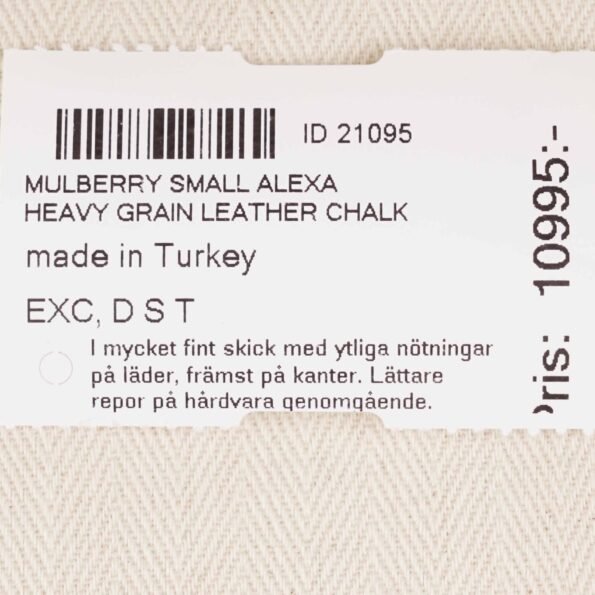 ID 21095
MULBERRY SMALL ALEXA
HEAVY GRAIN LEATHER CHALK
made in Turkey
EXC, D S T
I mycket fint skick med ytliga nötningar
på läder, främst på kanter. Lättare
repor på hårdvara genomgående.
Pris: 10995:-